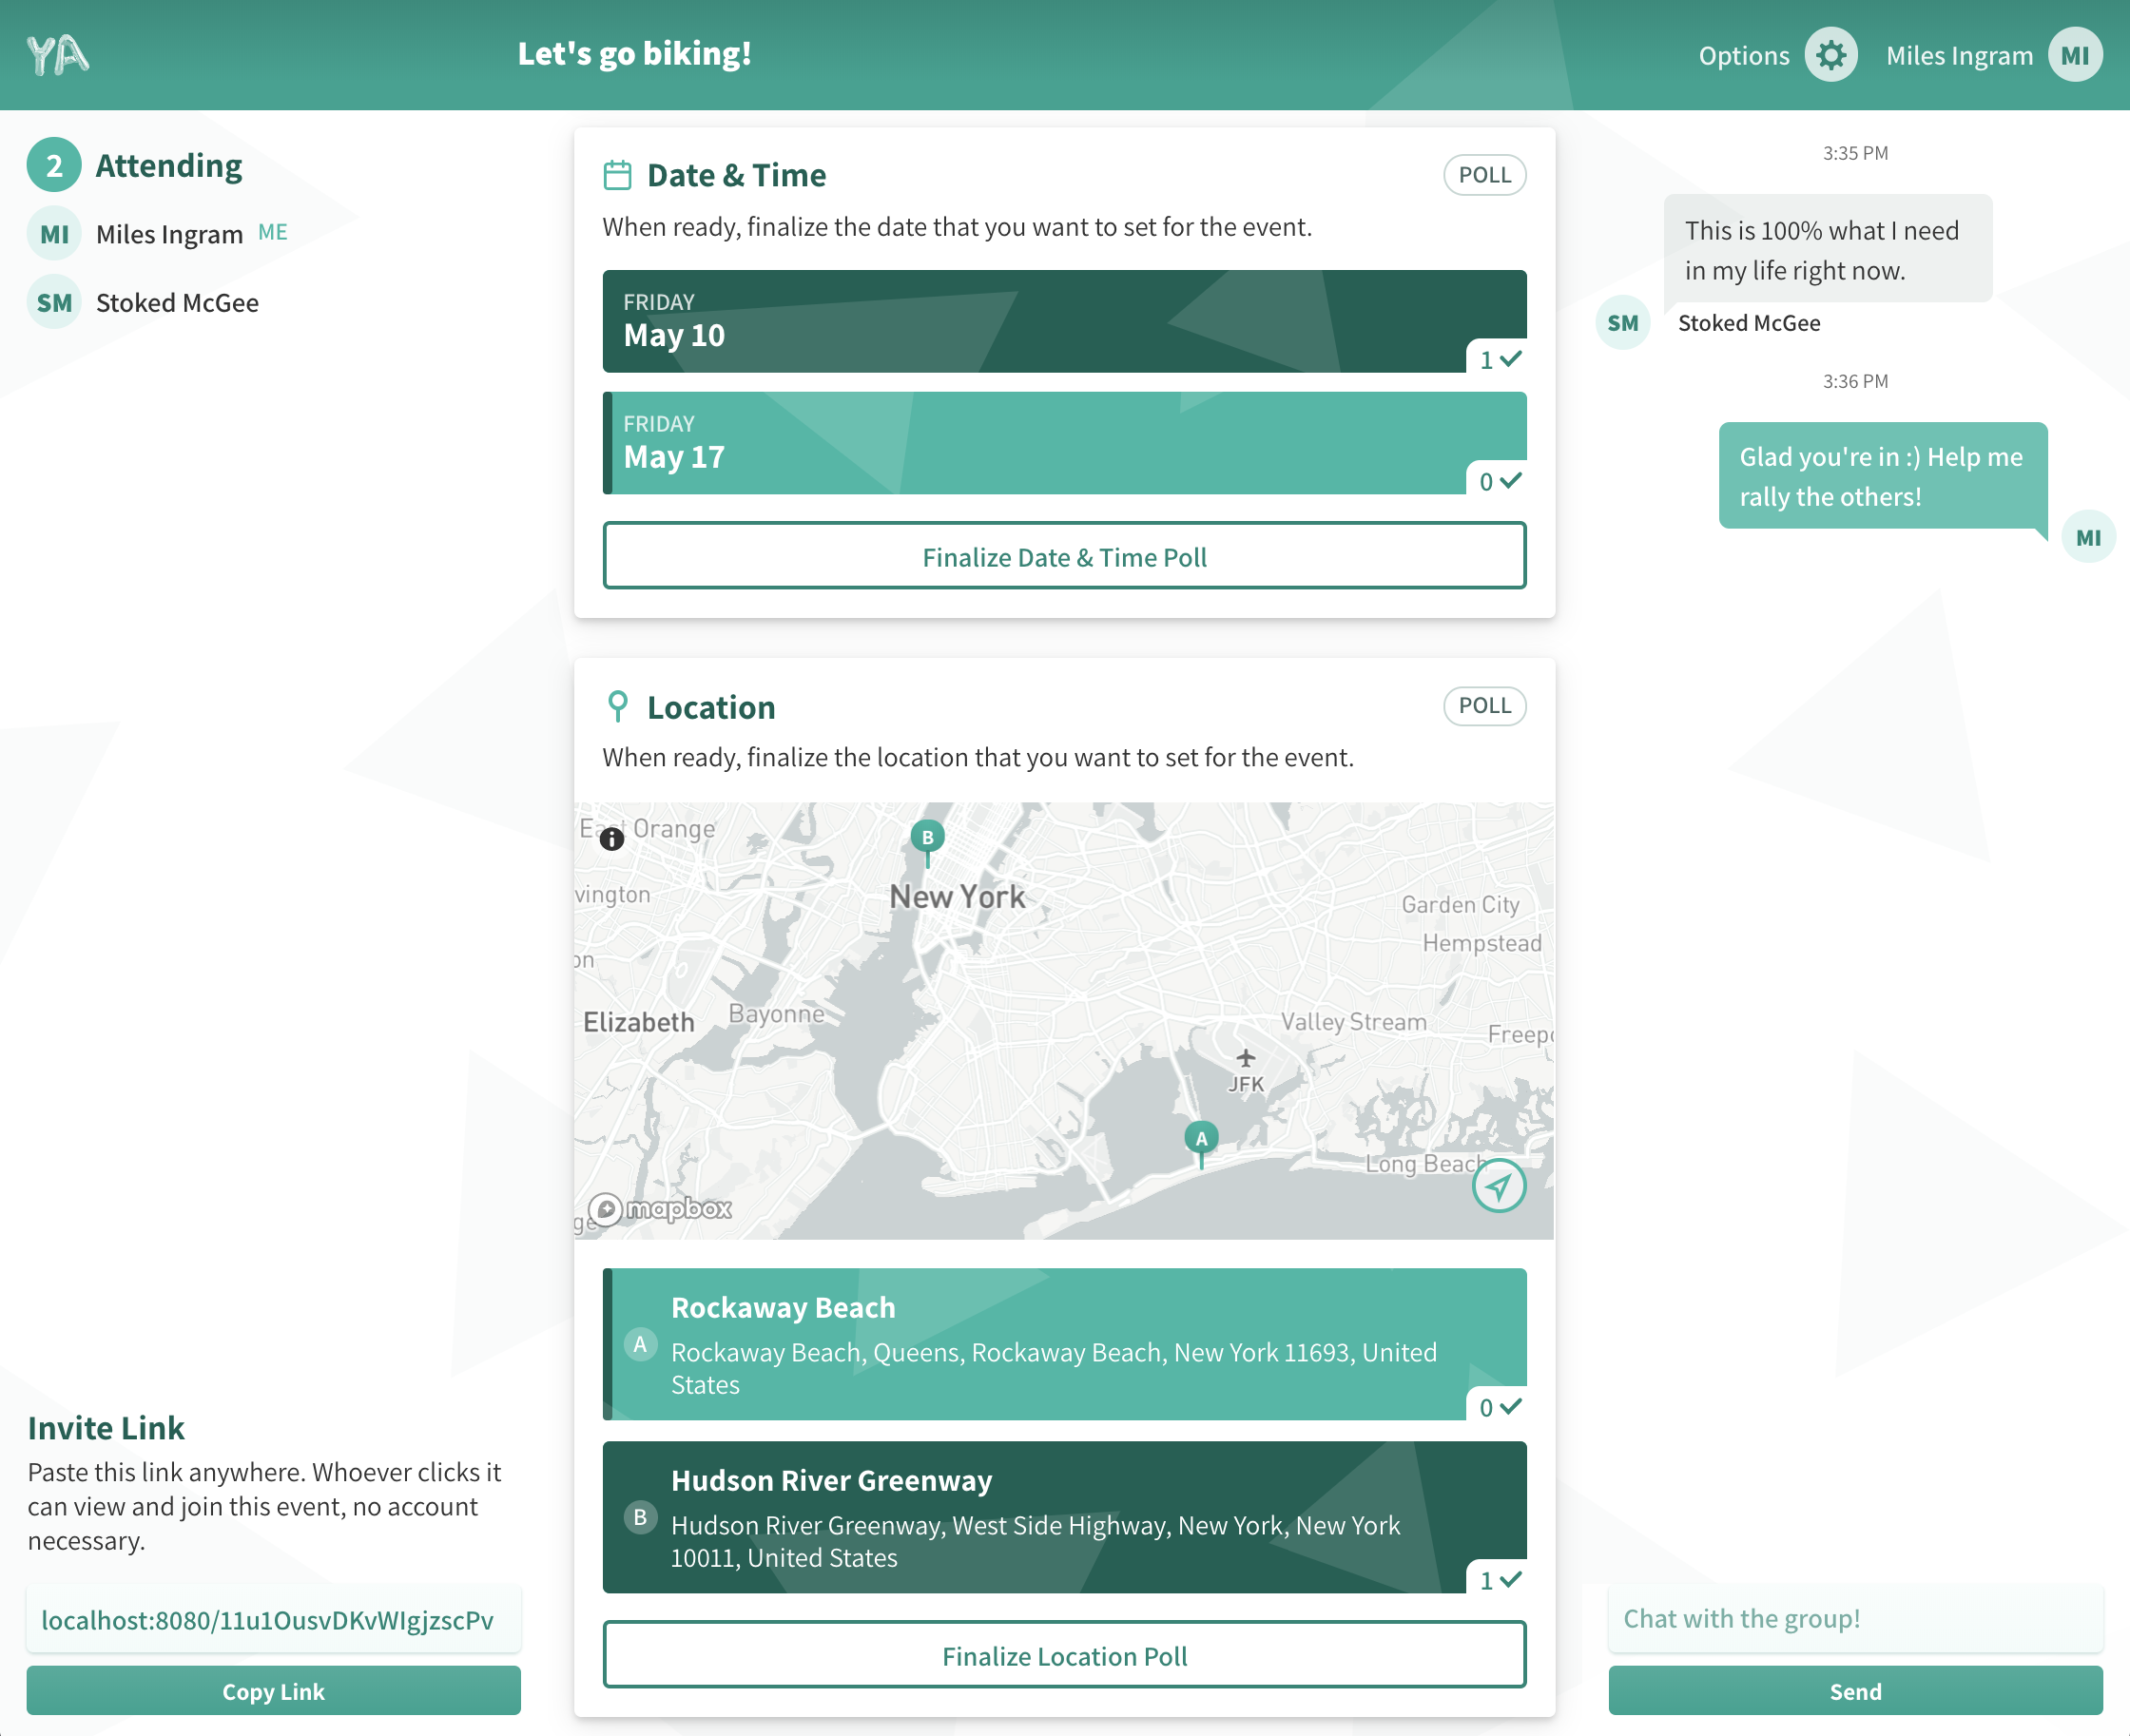 YA
Let's go biking!
Options
Miles Ingram
MI
2
Attending
MI
Miles Ingram
ME
SM
Stoked McGee
Invite Link
Paste this link anywhere. Whoever clicks it
can view and join this event, no account
necessary.
localhost:8080/11u1OusvDKvWIgjzscPv
Copy Link
Date & Time
POLL
When ready, finalize the date that you want to set for the event.
FRIDAY
May 10
1
FRIDAY
May 17
0
Finalize Date & Time Poll
Location
POLL
When ready, finalize the location that you want to set for the event.
East Orange
B
vington
New York
Garden City
Hempstead
on
Elizabeth
Bayonne
Valley Stream
Freep
JFK
A
Long Beach
mapbox
ge
Rockaway Beach
A
Rockaway Beach, Queens, Rockaway Beach, New York 11693, United
States
0
Hudson River Greenway
B
Hudson River Greenway, West Side Highway, New York, New York
10011, United States
1
Finalize Location Poll
3:35 PM
This is 100% what I need
in my life right now.
SM
Stoked McGee
3:36 PM
Glad you're in :) Help me
rally the others!
MI
Chat with the group!
Send